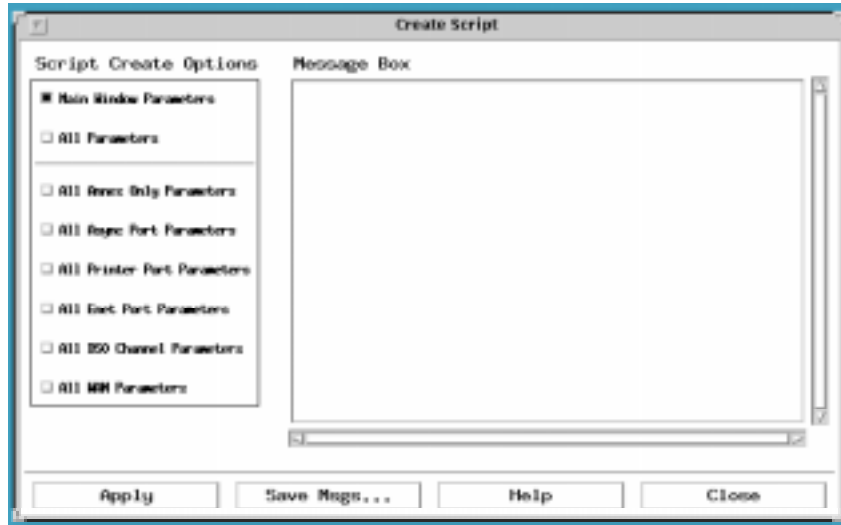 Create Script
Script Create Options
Message Box
Main Window Parameters
All Parameters
All Annex Only Parameters
All Async Port Parameters
All Printer Port Parameters
All Enet Port Parameters
All DS0 Channel Parameters
All WAN Parameters
Apply
Save Msgs...
Help
Close